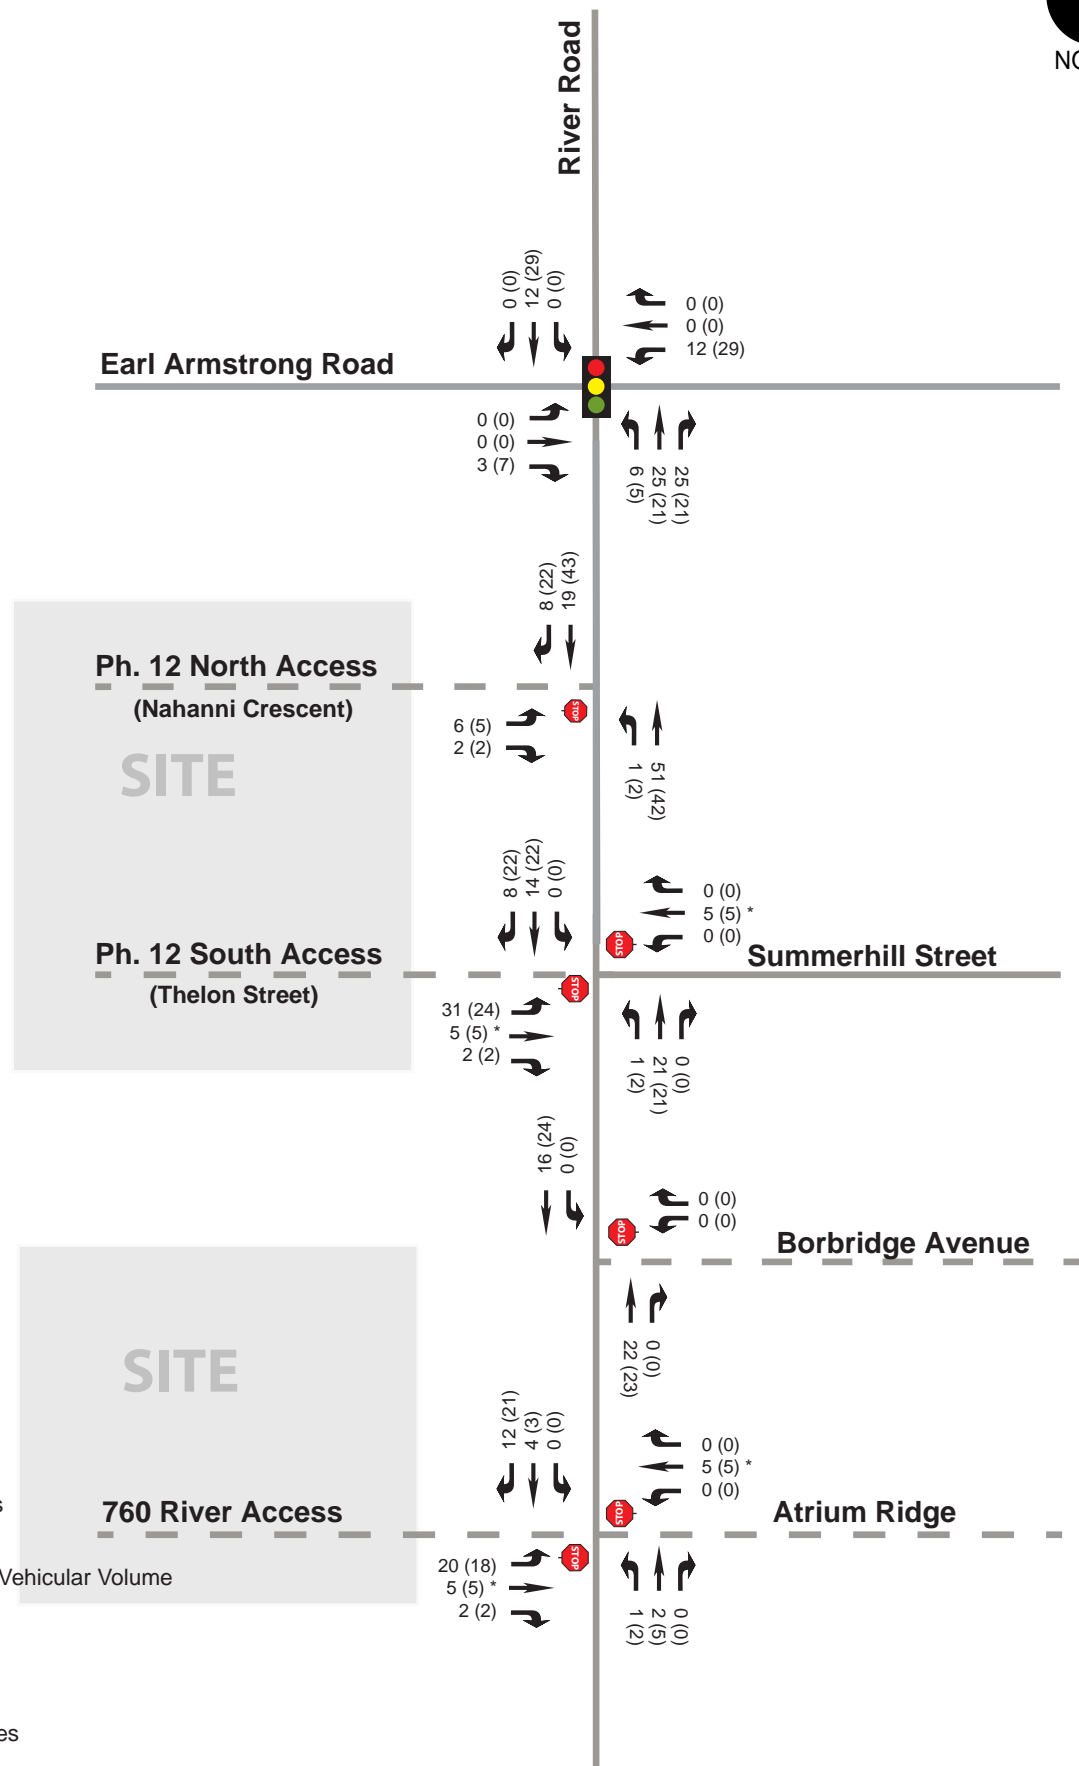 NO
River Road
0 (0)
12 (29)
0 (0)
0 (0)
0 (0)
12 (29)
Earl Armstrong Road
0 (0)
0 (0)
3 (7)
6 (5)
25 (21)
25 (21)
8 (22)
19 (43)
Ph. 12 North Access
(Nahanni Crescent)
STOP
6 (5)
2 (2)
1 (2)
51 (42)
SITE
8 (22)
14 (22)
0 (0)
0 (0)
5 (5) *
0 (0)
STOP
Ph. 12 South Access
Summerhill Street
(Thelon Street)
STOP
31 (24)
5 (5) *
2 (2)
1 (2)
21 (21)
0 (0)
16 (24)
0 (0)
0 (0)
0 (0)
STOP
Borbridge Avenue
22 (23)
0 (0)
SITE
12 (21)
4 (3)
0 (0)
0 (0)
5 (5) *
0 (0)
s
760 River Access
STOP
Atrium Ridge
STOP
20 (18)
5 (5) *
2 (2)
Vehicular Volume
1 (2)
2 (5)
0 (0)
es